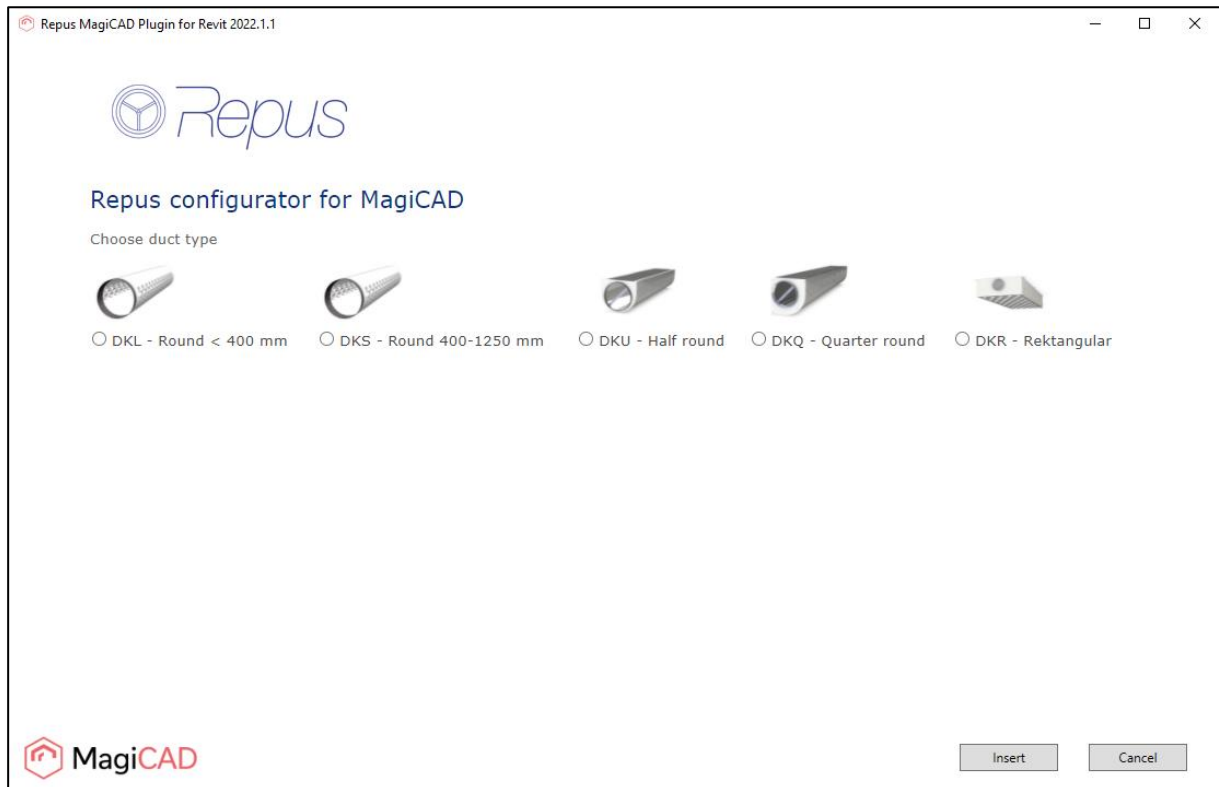 Repus MagiCAD Plugin for Revit 2022.1.1
Repus
Repus configurator for MagiCAD
Choose duct type
DKL - Round < 400 mm DKS - Round 400-1250 mm DKU - Half round DKQ - Quarter round DKR - Rektangular
MagiCAD
Insert Cancel